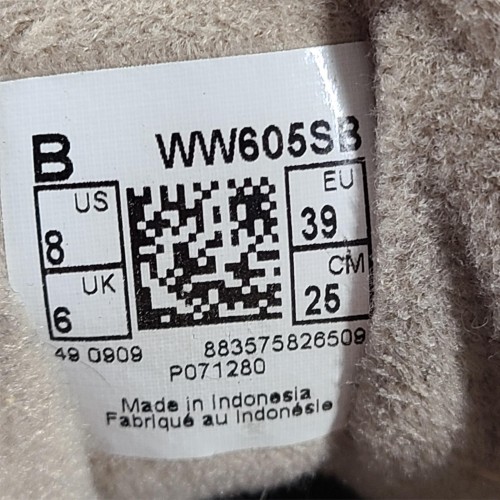 B WW605SB
US 8 EU 39
UK 6 CM 25
49 0909 883575826509
P071280
Made in Indonesia
Fabriqué au Indonésie